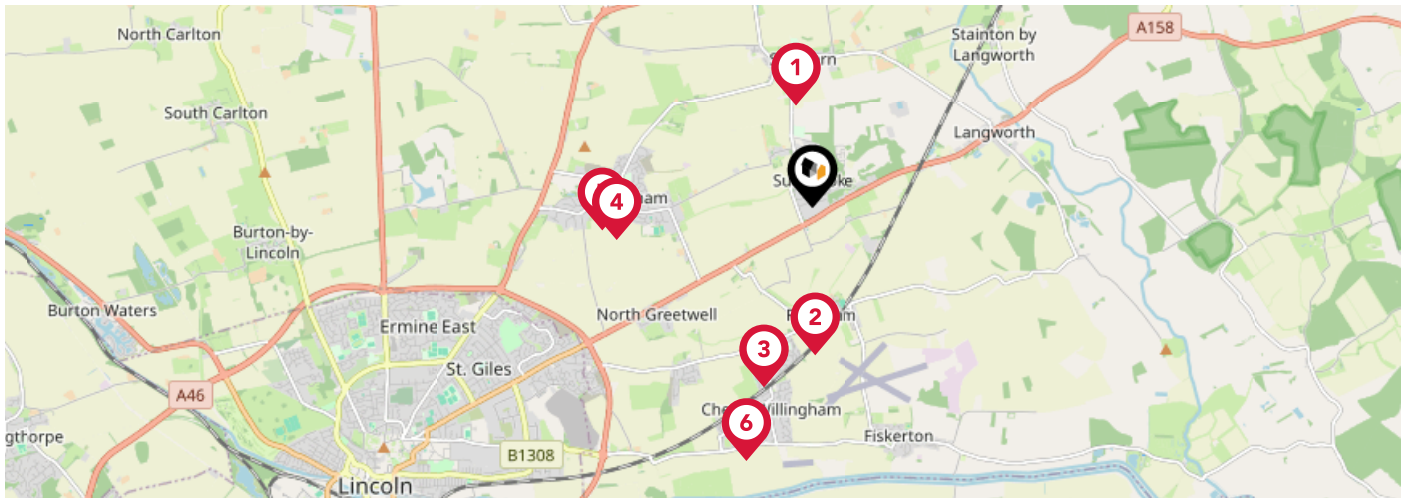 North Carlton
Stainton by
Langworth
A158
1
South Carlton
Langworth
4
Burton-by-
Lincoln
Burton Waters
North Greetwell
2
Ermine East
3
St. Giles
A46
6
Fiskerton
B1308
Lincoln